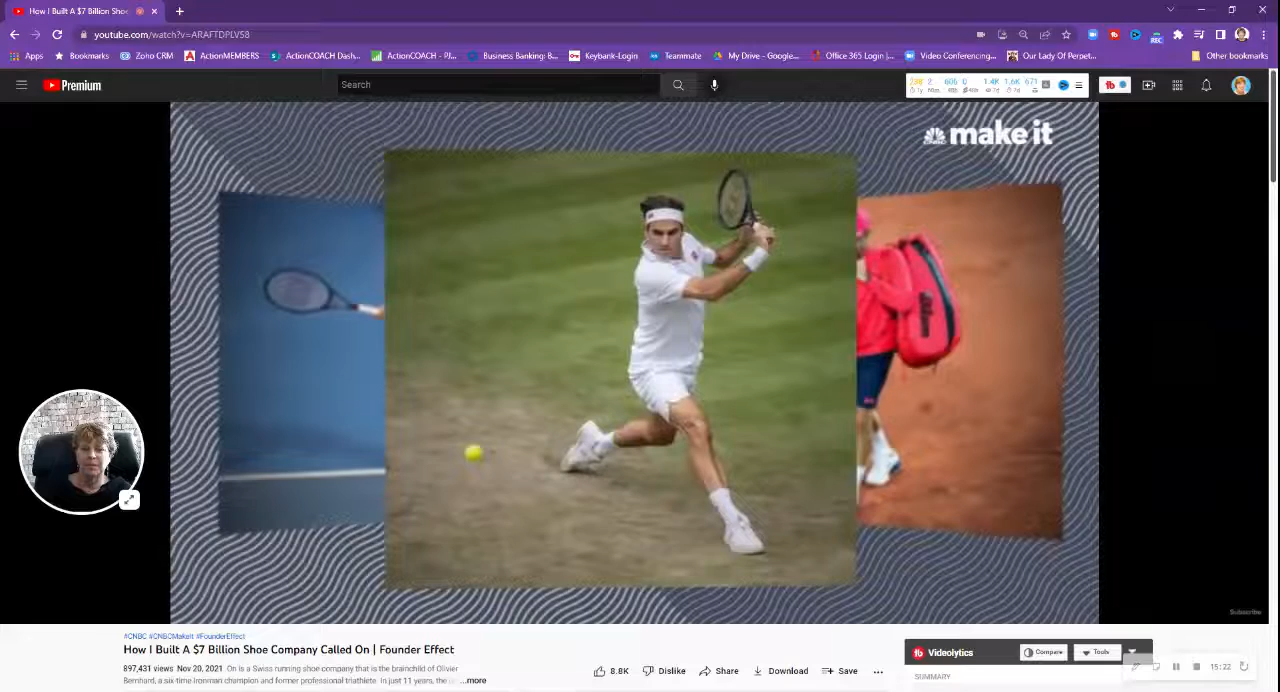 How I Built A $7 Billion Shoe
youtube.com/watch?v=ARAFTDPLVS8
Apps
Bookmarks
Zoho CRM
ActionMEMBERS
ActionCOACH Dash...
ActionCOACH - PJ...
Business Banking: B...
Keybank-Login
Teammate
My Drive - Google...
Office 365 Login |...
Video Conferencing...
Our Lady Of Perpet...
Other bookmarks
Premium
Search
make it
Wilson
Subscribe
#CNBC #CNBCMakeIt #FounderEffect
How I Built A $7 Billion Shoe Company Called On | Founder Effect
897,431 views Nov 20, 2021 On is a Swiss running shoe company that is the brainchild of Olivier
Bernhard, a six-time Ironman champion and former professional triathlete. In just 11 years, the
...more
8.8K
Dislike
Share
Download
Save
Videolytics
Compare
Tools
SUMMARY
15:22